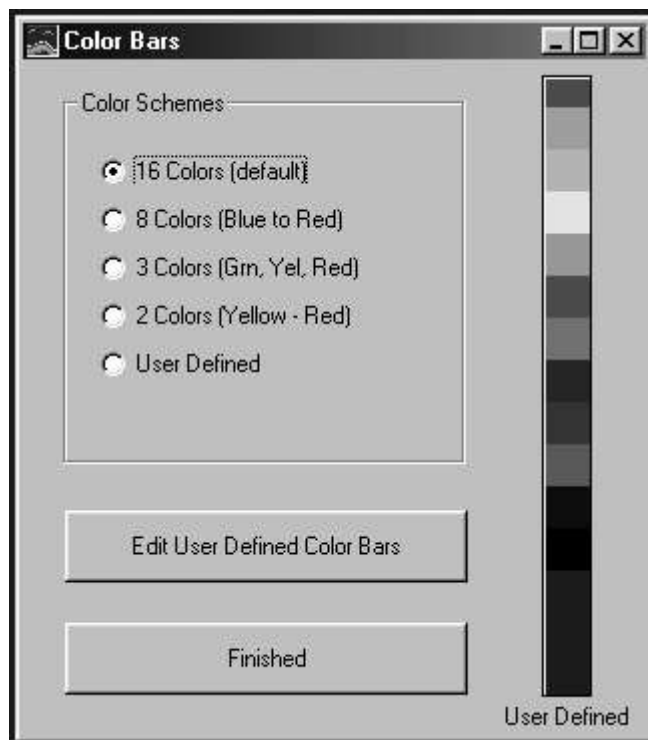 Color Bars
Color Schemes
16 Colors (default)
8 Colors (Blue to Red)
3 Colors (Grn, Yel, Red)
2 Colors (Yellow - Red)
User Defined
Edit User Defined Color Bars
Finished
User Defined